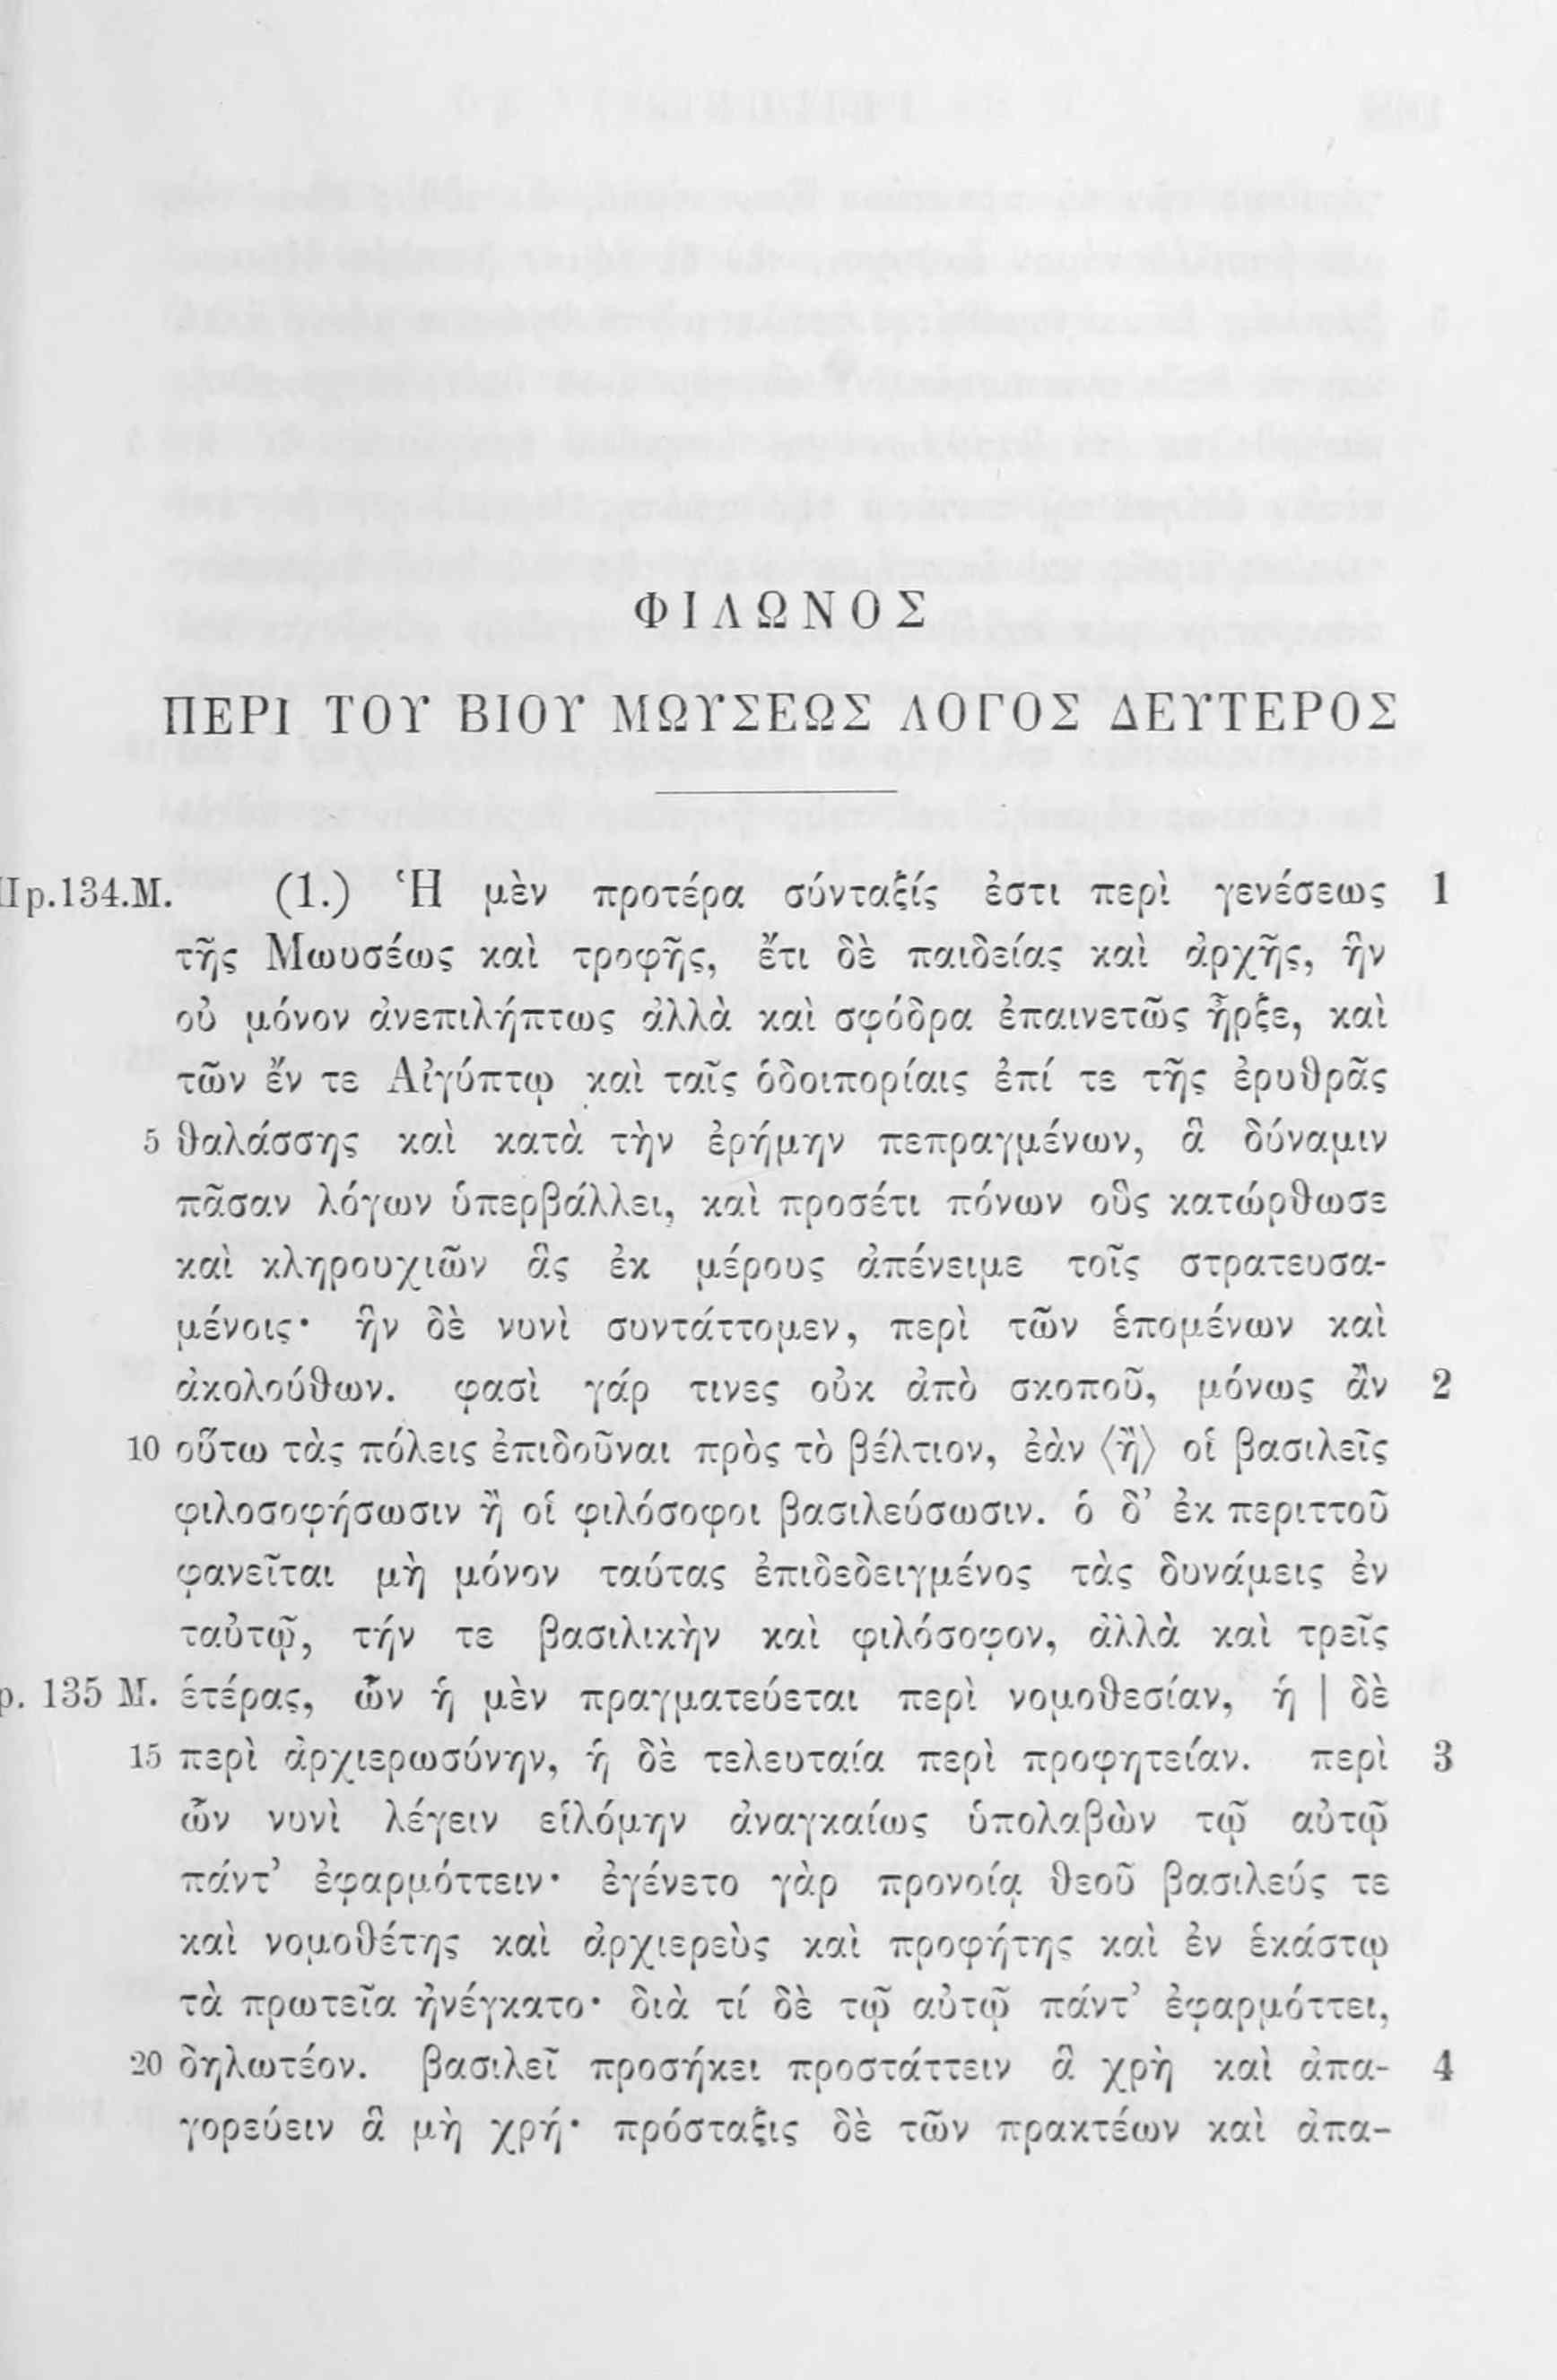 ΦΙΛΩΝΟΣ
ΠΕΡΙ ΤΟΥ ΒΙΟΥ ΜΩΥΣΕΩΣ ΛΟΓΟΣ ΔΕΥΤΕΡΟΣ
II p.134.M. (1.) Ἡ μὲν προτέρα σύνταξίς ἐστι περὶ γενέσεως 1
τῆς Μωυσέως καὶ τροφῆς, ἔτι δὲ παιδείας καὶ ἀρχῆς, ἣν
οὐ μόνον ἀνεπιλήπτως ἀλλὰ καὶ σφόδρα ἐπαινετῶς ἦρξε, καὶ
τῶν ἔν τε Αἰγύπτῳ καὶ ταῖς ὁδοιπορίαις ἐπί τε τῆς ἐρυθρᾶς
5 θαλάσσης καὶ κατὰ τὴν ἐρήμην πεπραγμένων, ἃ δύναμιν
πᾶσαν λόγων ὑπερβάλλει, καὶ προσέτι πόνων οὓς κατώρθωσε
καὶ κληρουχιῶν ἃς ἐκ μέρους ἀπένειμε τοῖς στρατευσα-
μένοις· ἣν δὲ νυνὶ συντάττομεν, περὶ τῶν ἑπομένων καὶ
ἀκολούθων. φασὶ γάρ τινες οὐκ ἀπὸ σκοποῦ, μόνως ἂν 2
10 οὕτω τὰς πόλεις ἐπιδοῦναι πρὸς τὸ βέλτιον, ἐὰν ⟨ἢ⟩ οἱ βασιλεῖς
φιλοσοφήσωσιν ἢ οἱ φιλόσοφοι βασιλεύσωσιν. ὁ δ’ ἐκ περιττοῦ
φανεῖται μὴ μόνον ταύτας ἐπιδεδειγμένος τὰς δυνάμεις ἐν
ταὐτῷ, τήν τε βασιλικὴν καὶ φιλόσοφον, ἀλλὰ καὶ τρεῖς
p. 135 M. ἑτέρας, ὧν ἡ μὲν πραγματεύεται περὶ νομοθεσίαν, ἡ | δὲ
15 περὶ ἀρχιερωσύνην, ἡ δὲ τελευταία περὶ προφητείαν. περὶ 3
ὧν νυνὶ λέγειν εἱλόμην ἀναγκαίως ὑπολαβὼν τῷ αὐτῷ
πάντ’ ἐφαρμόττειν· ἐγένετο γὰρ προνοίᾳ θεοῦ βασιλεύς τε
καὶ νομοθέτης καὶ ἀρχιερεὺς καὶ προφήτης καὶ ἐν ἑκάστῳ
τὰ πρωτεῖα ἠνέγκατο· διὰ τί δὲ τῷ αὐτῷ πάντ’ ἐφαρμόττει,
20 δηλωτέον. βασιλεῖ προσήκει προστάττειν ἃ χρὴ καὶ ἀπα- 4
γορεύειν ἃ μὴ χρή· πρόσταξις δὲ τῶν πρακτέων καὶ ἀπα-